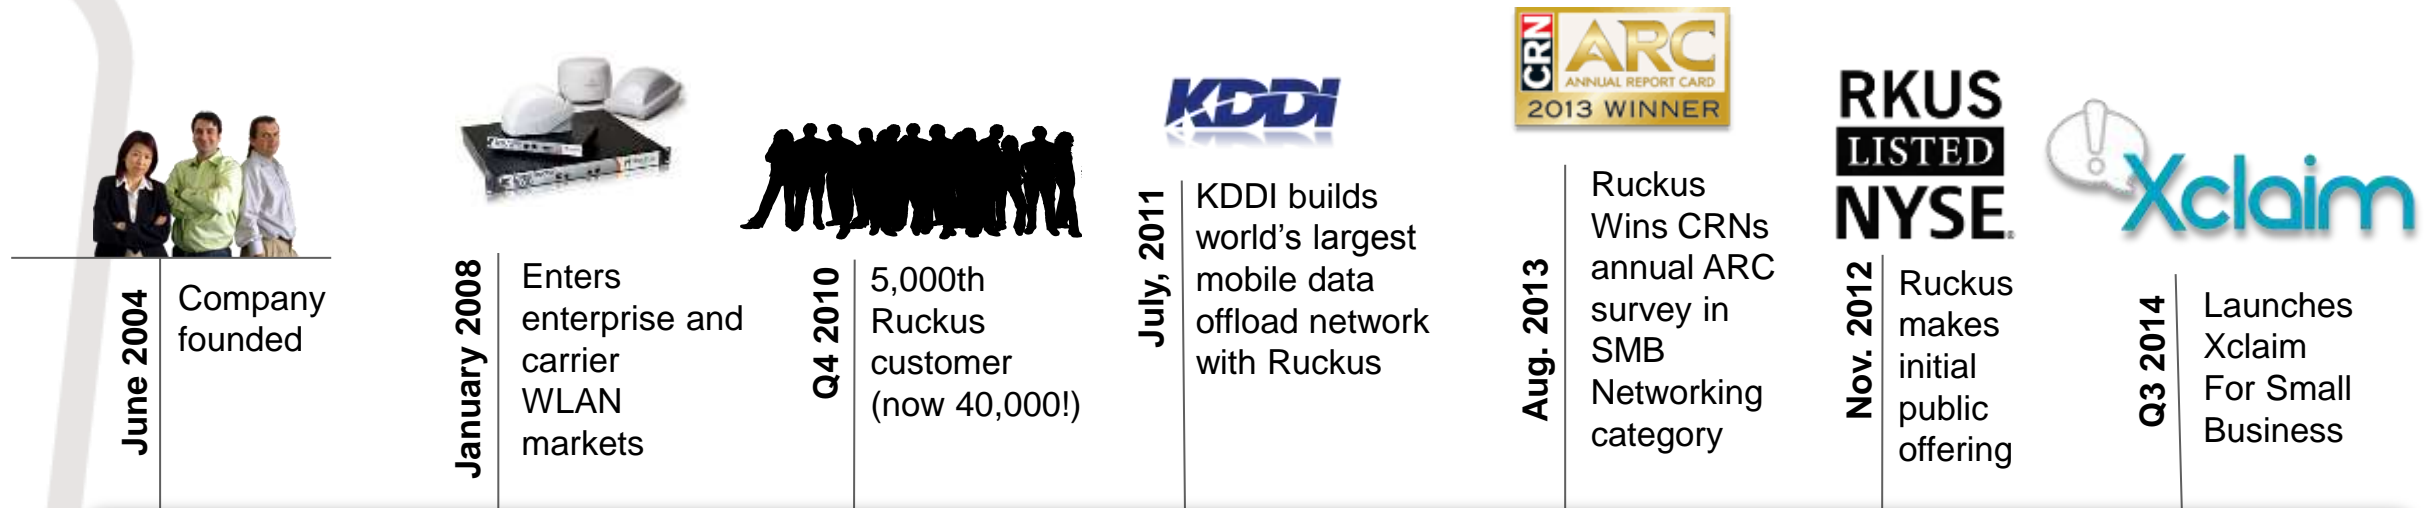 June 2004
Company
founded
January 2008
Enters
enterprise and
carrier
WLAN
markets
Q4 2010
5,000th
Ruckus
customer
(now 40,000!)
KDDI
July, 2011
KDDI builds
world’s largest
mobile data
offload network
with Ruckus
CRN
ARC
ANNUAL REPORT CARD
2013 WINNER
Aug. 2013
Ruckus
Wins CRNs
annual ARC
survey in
SMB
Networking
category
RKUS
LISTED
NYSE
Nov. 2012
Ruckus
makes
initial
public
offering
Xclaim
Q3 2014
Launches
Xclaim
For Small
Business